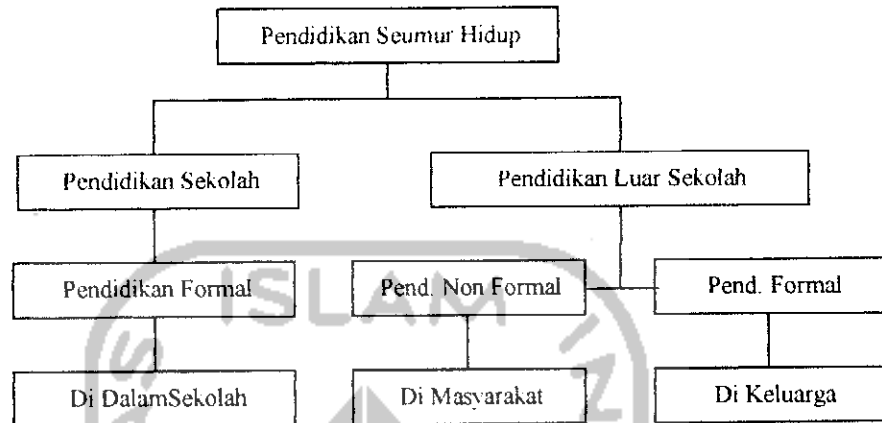 Pendidikan Seumur Hidup
Pendidikan Sekolah
Pendidikan Luar Sekolah
Pendidikan Formal
Pend. Non Formal
Pend. Formal
Di DalamSekolah
Di Masyarakat
Di Keluarga
ISLAM